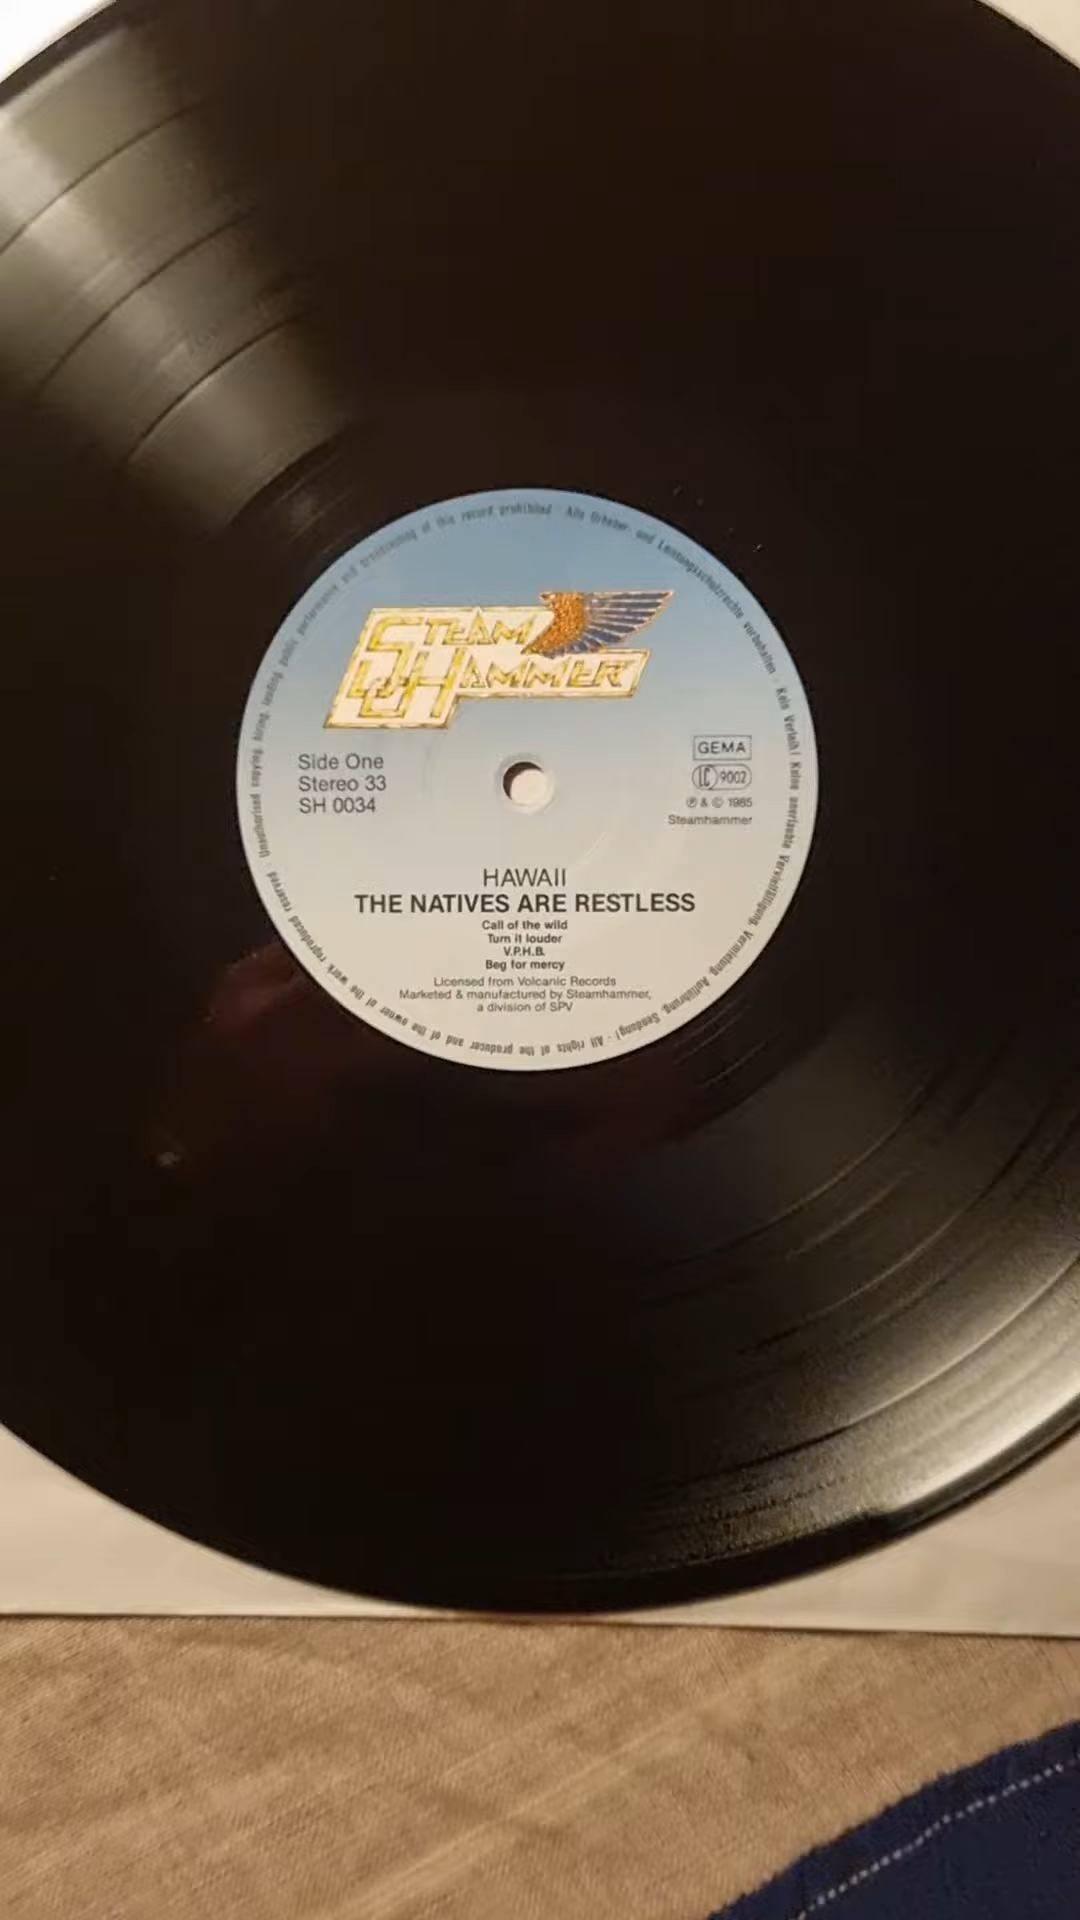 STEAM
HAMMER
Side One
Stereo 33
SH 0034
GEMA
LC 9002
℗ & © 1985
Steamhammer
HAWAII
THE NATIVES ARE RESTLESS
Call of the wild
Turn it louder
V.P.H.B.
Beg for mercy
Licensed from Volcanic Records
Marketed & manufactured by Steamhammer,
a division of SPV
All rights of the producer and of the owner of the work reproduced reserved · Unauthorised copying, hiring, lending, public performance and broadcasting of this record prohibited · Alle Urheber- und Leistungsschutzrechte vorbehalten · Kein Verleih! Keine unerlaubte Vervielfältigung, Vermietung, Aufführung, Sendung! ·